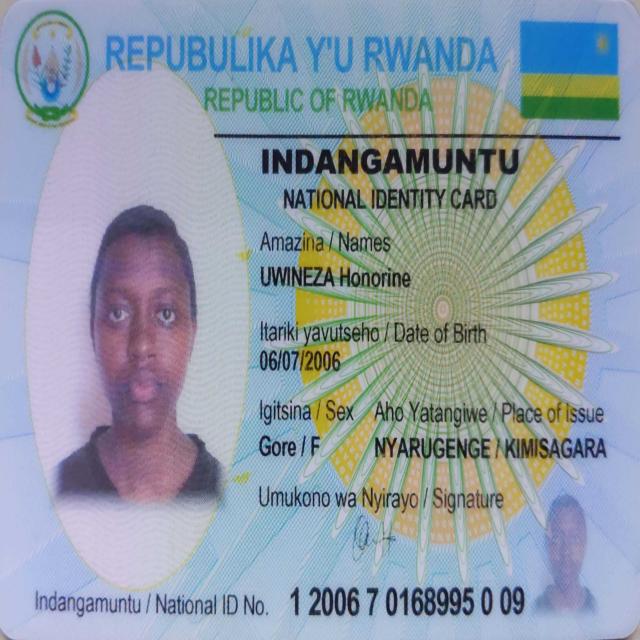 REPUBULIKA Y'U RWANDA
REPUBLIC OF RWANDA
INDANGAMUNTU
NATIONAL IDENTITY CARD
Amazina / Names
UWINEZA Honorine
Itariki yavutseho / Date of Birth
06/07/2006
Igitsina / Sex Aho Yatangiwe / Place of Issue
Gore / F NYARUGENGE / KIMISAGARA
Umukono wa Nyirayo / Signature
Indangamuntu / National ID No. 1 2006 7 0168995 0 09